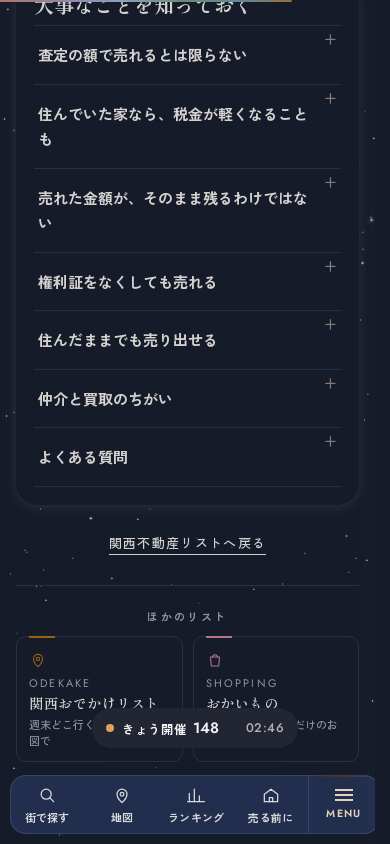 大事なことを知っておく
査定の額で売れるとは限らない
住んでいた家なら、税金が軽くなること
も
売れた金額が、そのまま残るわけではな
い
権利証をなくしても売れる
住んだままでも売り出せる
仲介と買取のちがい
よくある質問
関西不動産リストへ戻る
ほかのリスト
ODEKAKE
関西おでかけリスト
週末どこ行く
図で
SHOPPING
おかいもの
だけのお
きょう開催 148 02:46
街で探す
地図
ランキング
売る前に
MENU